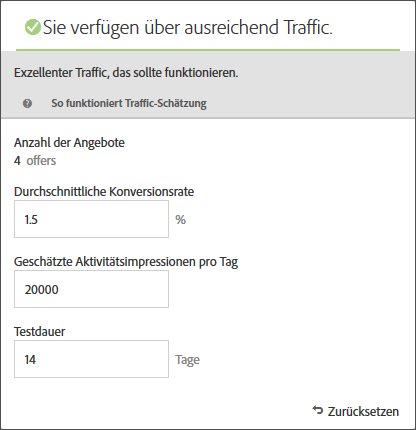 Sie verfügen über ausreichend Traffic.
Exzellenter Traffic, das sollte funktionieren.
? So funktioniert Traffic-Schätzung
Anzahl der Angebote
4 offers
Durchschnittliche Konversionsrate
1.5 %
Geschätzte Aktivitätsimpressionen pro Tag
20000
Testdauer
14 Tage
Zurücksetzen